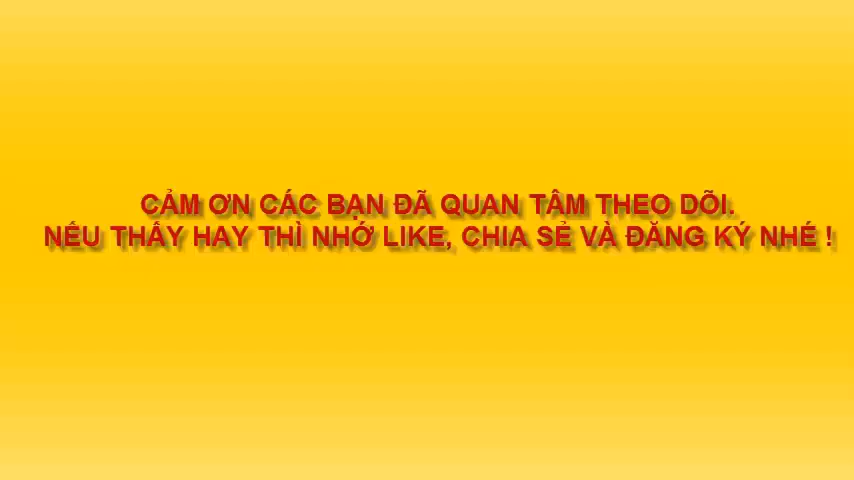 CẢM ƠN CÁC BẠN ĐÃ QUAN TÂM THEO DÕI.
NẾU THẤY HAY THÌ NHỚ LIKE, CHIA SẺ VÀ ĐĂNG KÝ NHÉ !